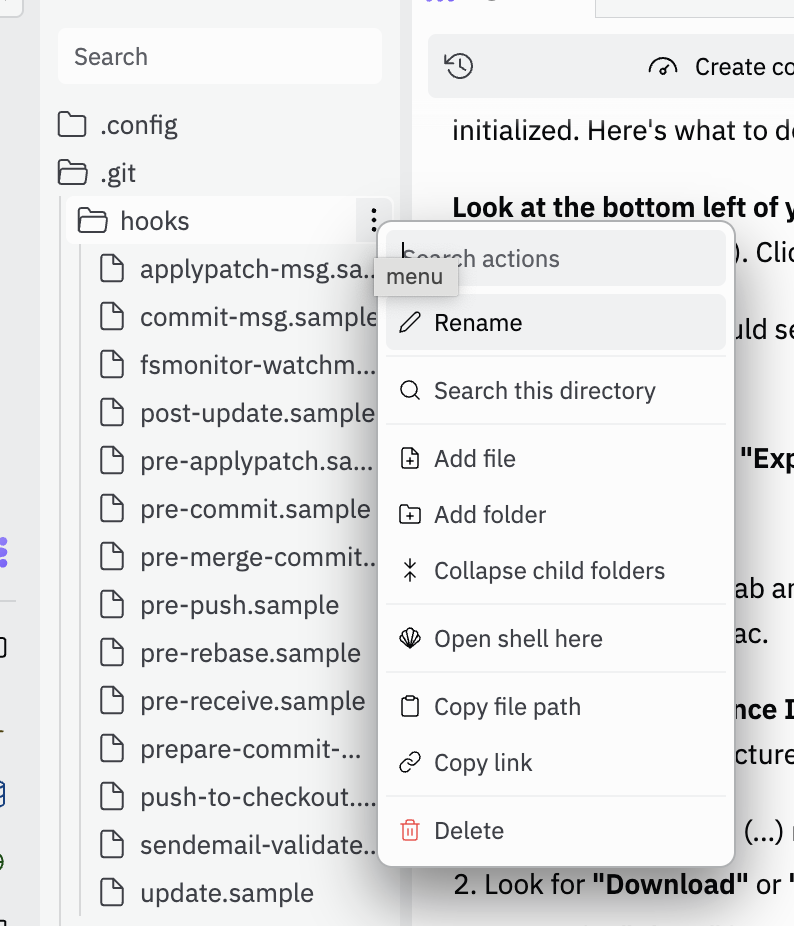 Search
.config
.git
hooks
applypatch-msg.sa...
commit-msg.sample
fsmonitor-watchm...
post-update.sample
pre-applypatch.sa...
pre-commit.sample
pre-merge-commit..
pre-push.sample
pre-rebase.sample
pre-receive.sample
prepare-commit-...
push-to-checkout....
sendemail-validate..
update.sample
Search actions
menu
Rename
Search this directory
Add file
Add folder
Collapse child folders
Open shell here
Copy file path
Copy link
Delete
Create co
initialized. Here's what to d
Look at the bottom left of y
). Clic
uld se
"Exp
ab an
ac.
nce I
cture
(...)
2. Look for "Download" or "